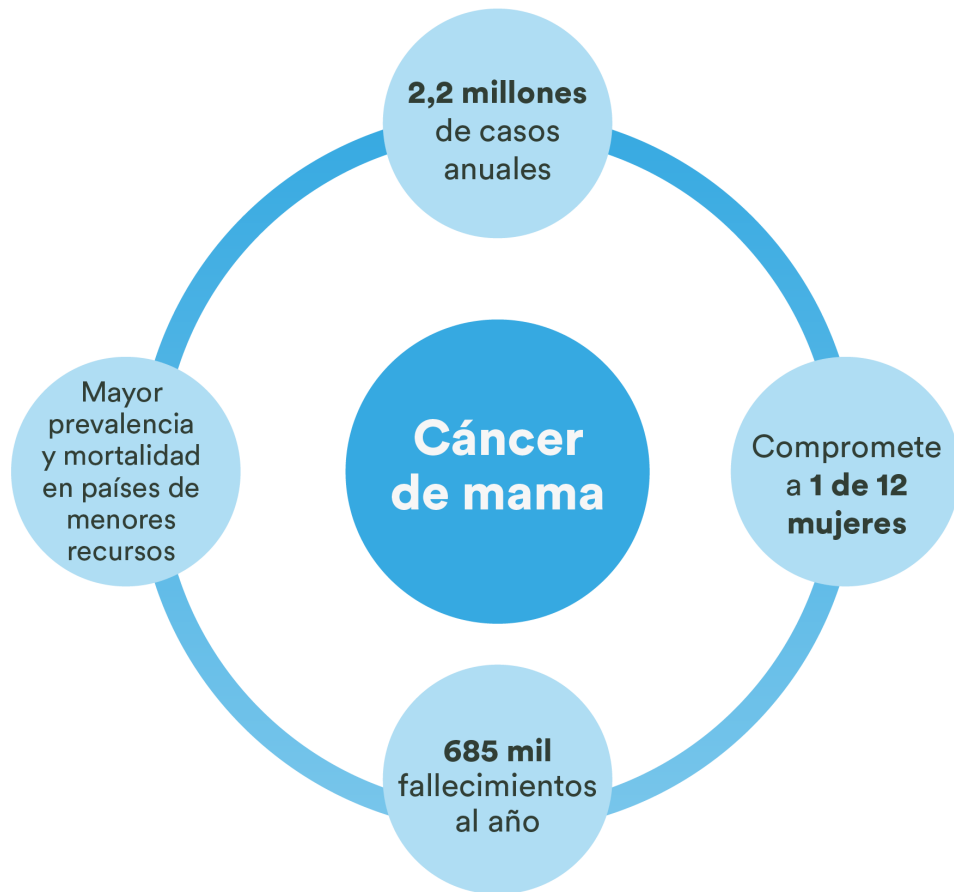 2,2 millones
de casos
anuales
Mayor
prevalencia
y mortalidad
en países de
menores
recursos
Cáncer
de mama
Compromete
a 1 de 12
mujeres
685 mil
fallecimientos
al año